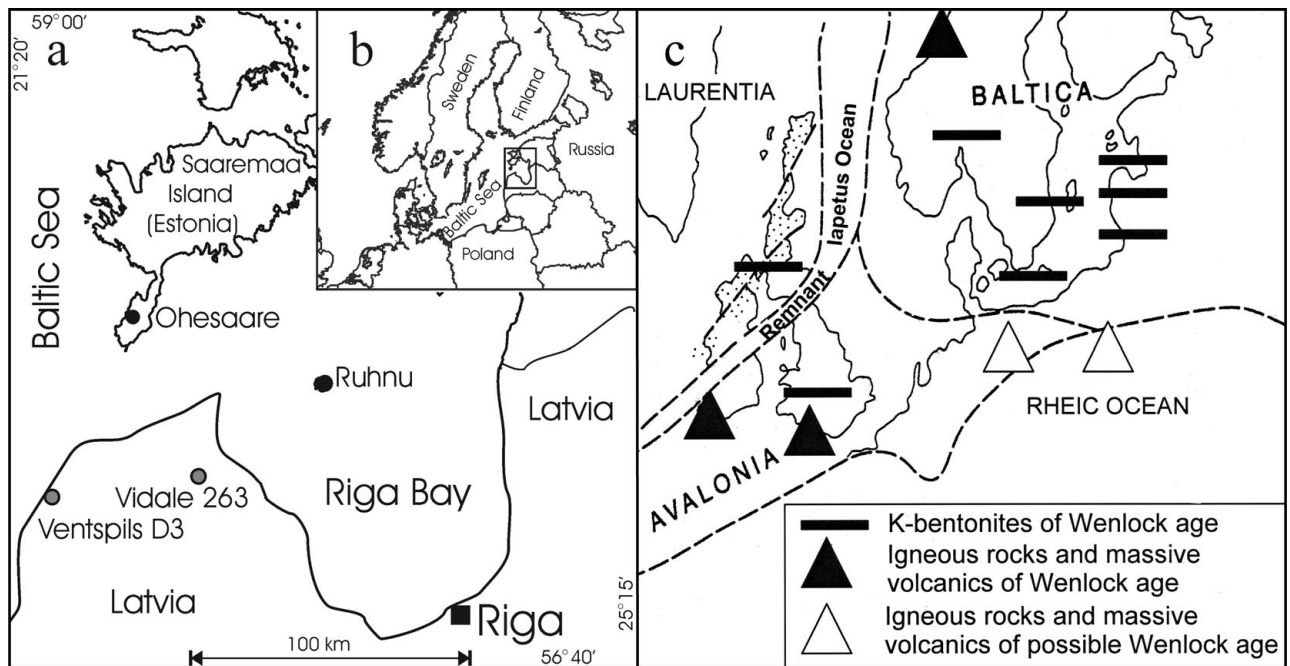 59°00'
21°20'
a
Saaremaa
Island
(Estonia)
Baltic Sea
Ohesaare
Ruhnu
Latvia
Riga Bay
Vidale 263
Ventspils D3
Latvia
Riga
25°15'
100 km
56°40'
b
Sweden
Finland
Russia
Baltic Sea
Poland
c
LAURENTIA
BALTICA
Iapetus Ocean
Remnant
RHEIC OCEAN
AVALONIA
K-bentonites of Wenlock age
Igneous rocks and massive
volcanics of Wenlock age
Igneous rocks and massive
volcanics of possible Wenlock age